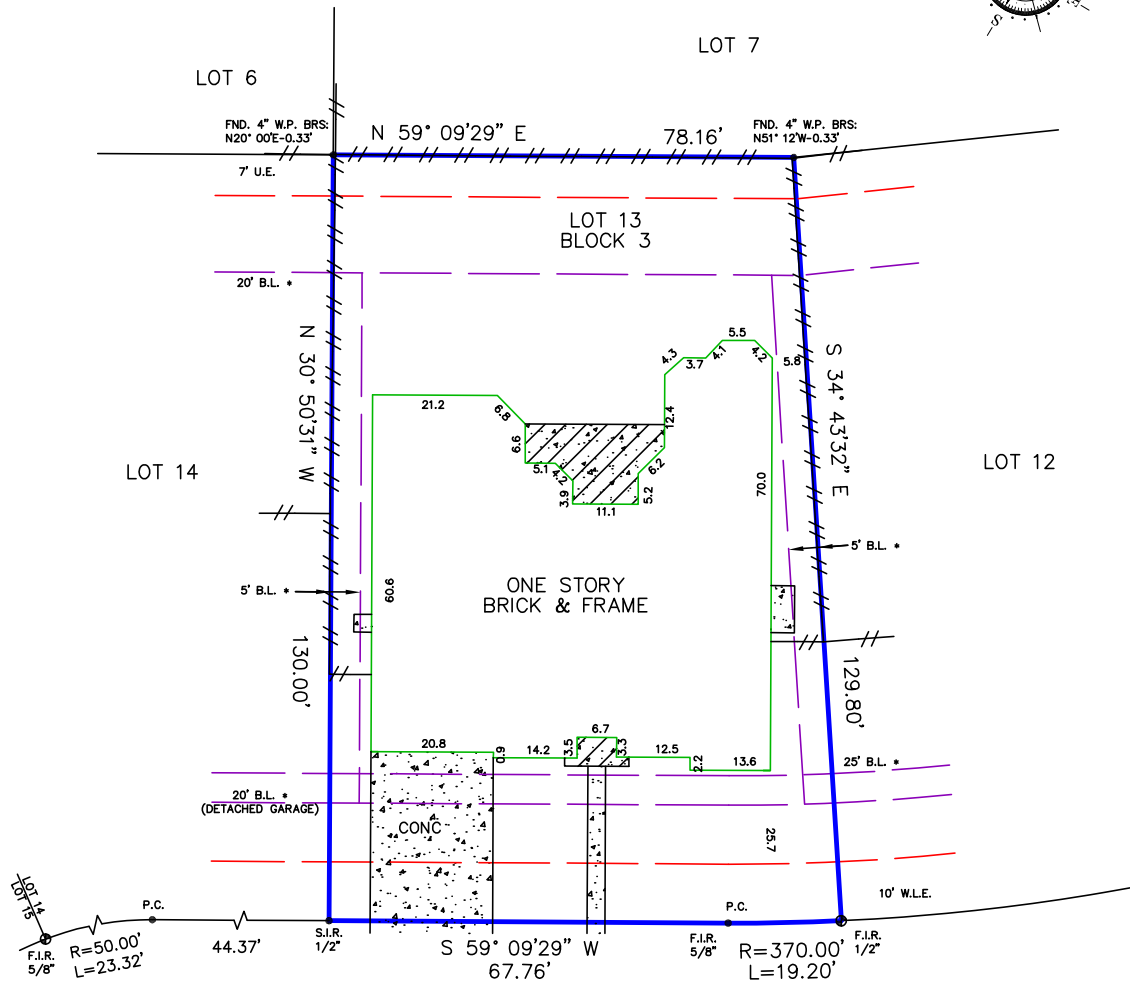 S
E
LOT 7
LOT 6
FND. 4" W.P. BRS:
N20° 00'E-0.33'
N 59° 09'29" E
78.16'
FND. 4" W.P. BRS:
N51° 12'W-0.33'
7' U.E.
LOT 13
BLOCK 3
20' B.L. *
N 30° 50'31" W
130.00'
S 34° 43'32" E
129.80'
5.5
4.3
3.7
4.1
4.2
5.8
21.2
6.8
12.4
6.6
5.1
4.2
3.9
11.1
5.2
6.2
70.0
LOT 14
LOT 12
5' B.L. *
5' B.L. *
60.6
ONE STORY
BRICK & FRAME
20.8
0.9
14.2
3.5
6.7
3.3
12.5
2.2
13.6
25' B.L. *
20' B.L. *
(DETACHED GARAGE)
CONC
25.7
10' W.L.E.
LOT 14
LOT 15
P.C.
P.C.
F.I.R.
5/8"
R=50.00'
L=23.32'
44.37'
S.I.R.
1/2"
S 59° 09'29" W
67.76'
F.I.R.
5/8"
R=370.00'
L=19.20'
F.I.R.
1/2"